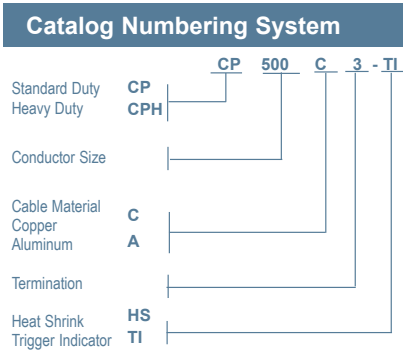 Catalog Numbering System
CP 500 C 3 - TI
Standard Duty CP
Heavy Duty CPH
Conductor Size
Cable Material
Copper C
Aluminum A
Termination
Heat Shrink HS
Trigger Indicator TI